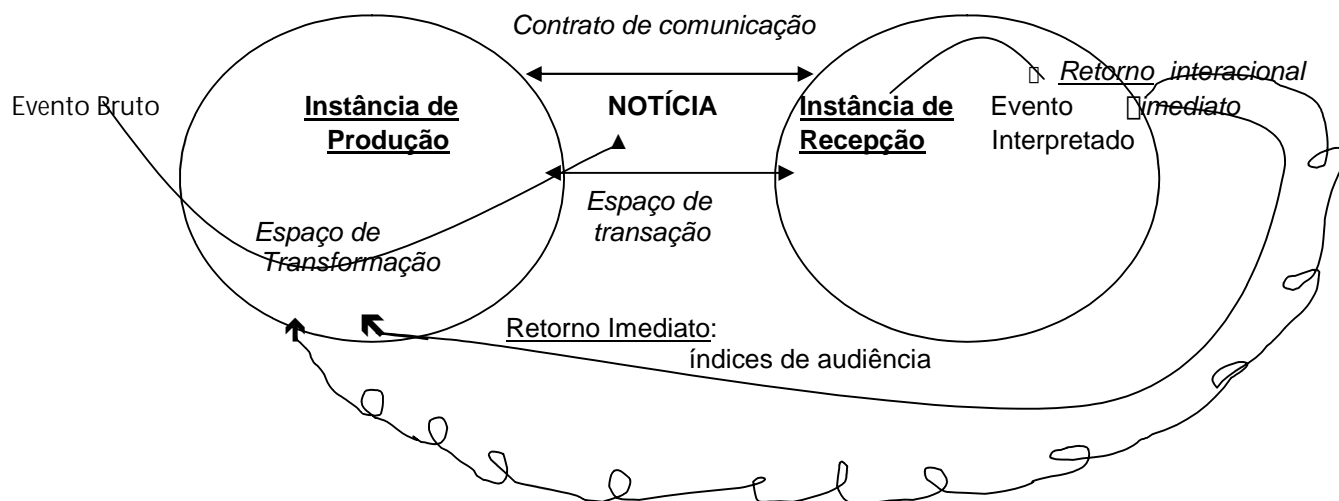 Contrato de comunicação
Retorno interacional
Evento Bruto
Instância de
NOTÍCIA
Instância de
Evento
imediato
Produção
Recepção
Interpretado
Espaço de
transação
Espaço de
Transformação
Retorno Imediato:
índices de audiência